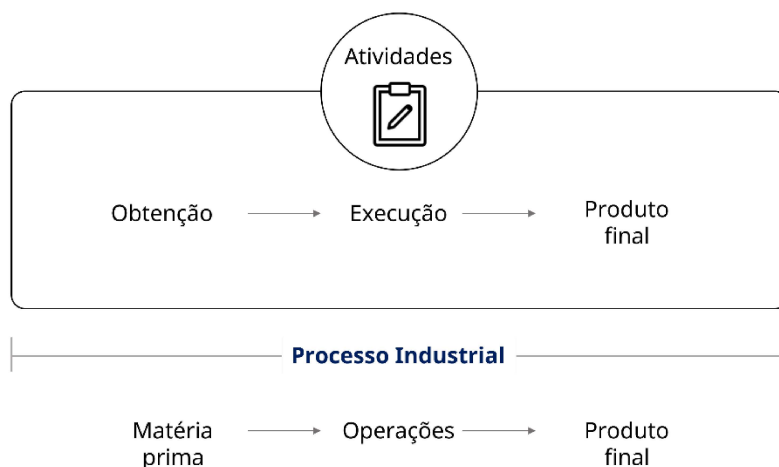 Atividades
Obtenção
Execução
Produto
final
Processo Industrial
Matéria
prima
Operações
Produto
final